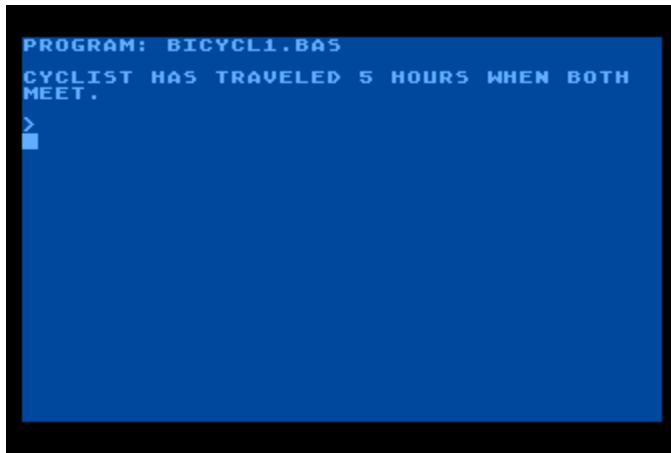 PROGRAM: BICYCL1.BAS
CYCLIST HAS TRAVELED 5 HOURS WHEN BOTH
MEET.
>